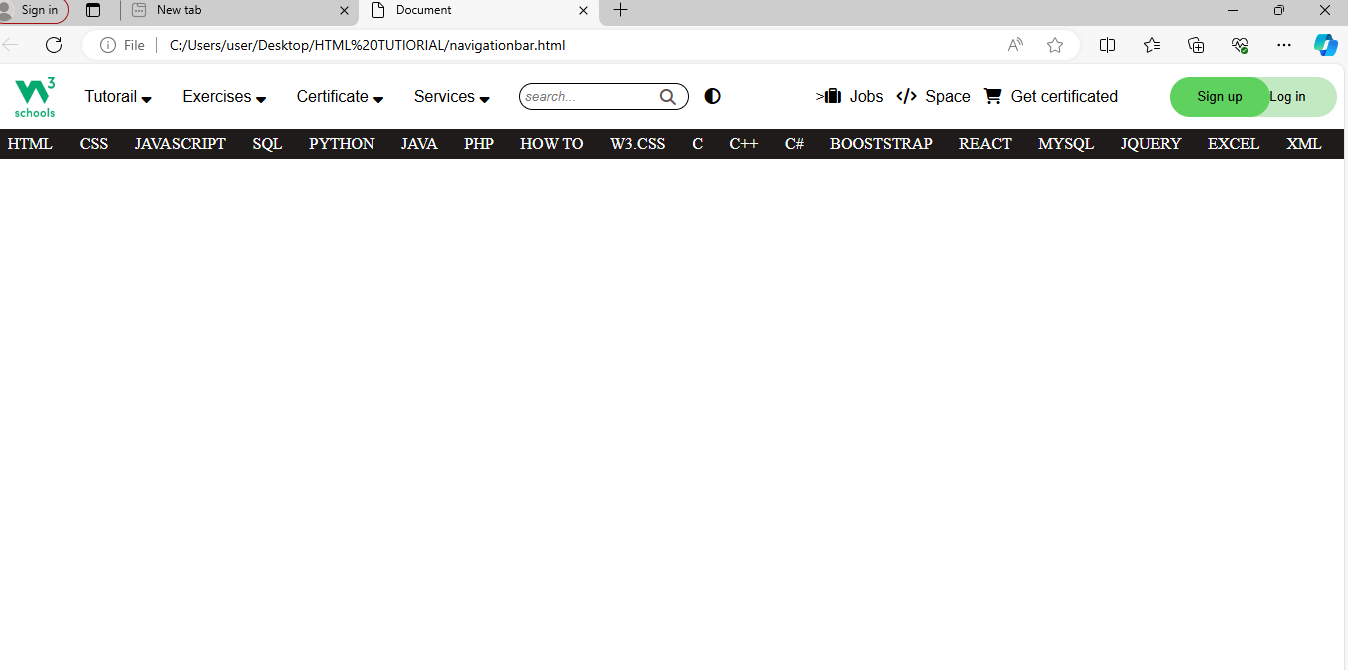 Sign in New tab Document
File C:/Users/user/Desktop/HTML%20TUTIORIAL/navigationbar.html
W3 schools Tutorail Exercises Certificate Services search... >Jobs </> Space Get certificated Sign up Log in
HTML CSS JAVASCRIPT SQL PYTHON JAVA PHP HOW TO W3.CSS C C++ C# BOOSTSTRAP REACT MYSQL JQUERY EXCEL XML